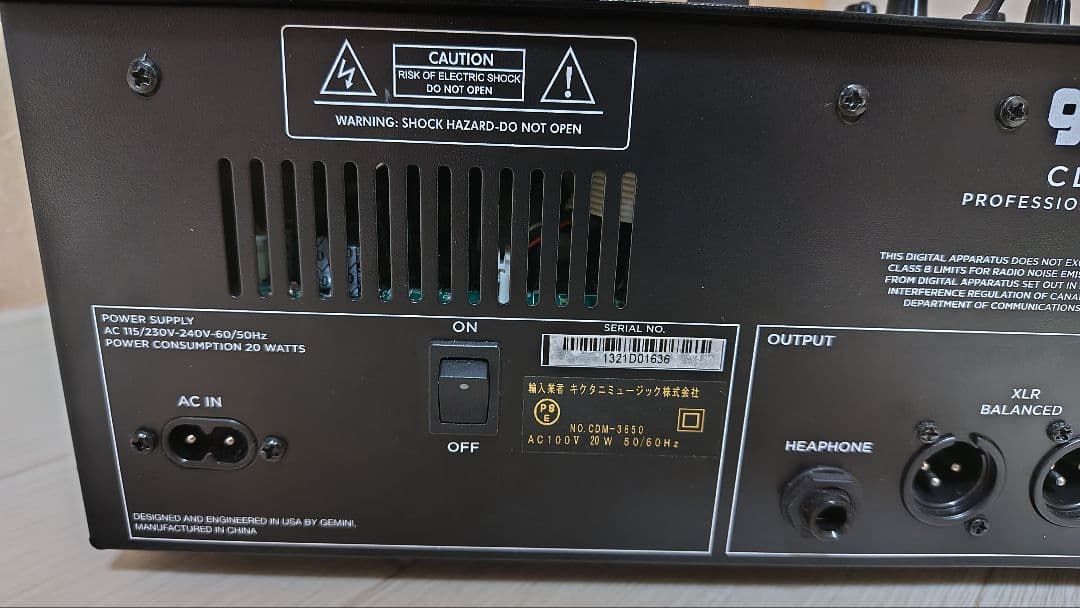 CAUTION
RISK OF ELECTRIC SHOCK
DO NOT OPEN
WARNING: SHOCK HAZARD-DO NOT OPEN
PROFESSIO
THIS DIGITAL APPARATUS DOES NOT EXC
CLASS B LIMITS FOR RADIO NOISE EMIS
FROM DIGITAL APPARATUS SET OUT IN
INTERFERENCE REGULATION OF CANA
DEPARTMENT OF COMMUNICATIONS
POWER SUPPLY
AC 115/230V-240V-60/50Hz
POWER CONSUMPTION 20 WATTS
AC IN
ON
OFF
SERIAL NO.
1321D01636
輸入業者 キクタニミュージック株式会社
PS
E
NO.CDM-3650
AC100V 20W 50/60Hz
DESIGNED AND ENGINEERED IN USA BY GEMINI,
MANUFACTURED IN CHINA
OUTPUT
XLR
BALANCED
HEAPHONE